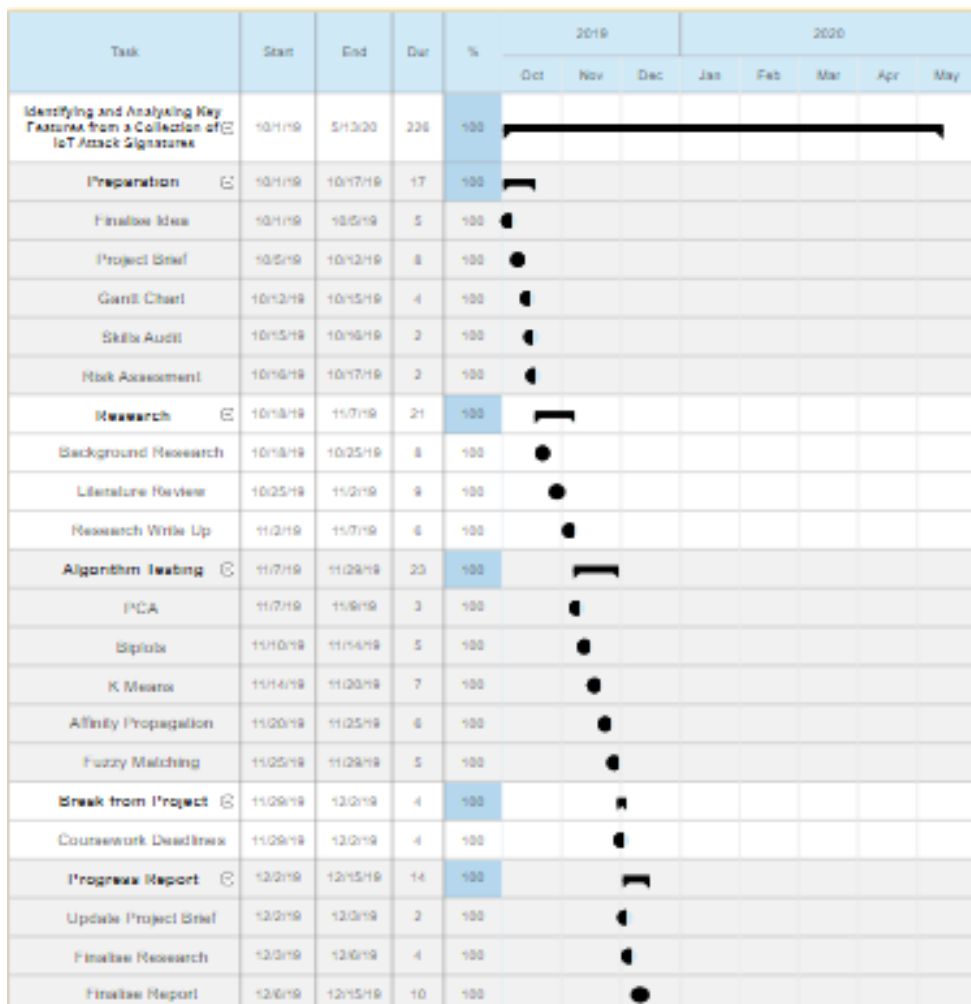 Task Start End Dur % 2019 2020
Oct Nov Dec Jan Feb Mar Apr May
Identifying and Analysing Key
Features from a Collection of
IoT Attack Signatures
10/1/19 5/13/20 226 100
Preparation 10/1/19 10/17/19 17 100
Finalise Idea 10/1/19 10/5/19 5 100
Project Brief 10/5/19 10/12/19 8 100
Gantt Chart 10/12/19 10/15/19 4 100
Skills Audit 10/15/19 10/16/19 2 100
Risk Assesment 10/16/19 10/17/19 2 100
Research 10/18/19 11/7/19 21 100
Background Research 10/18/19 10/25/19 8 100
Literature Review 10/25/19 11/2/19 9 100
Research Write Up 11/2/19 11/7/19 6 100
Algorithm Testing 11/7/19 11/29/19 23 100
PCA 11/7/19 11/9/19 3 100
Biplots 11/10/19 11/14/19 5 100
K Means 11/14/19 11/20/19 7 100
Affinity Propagation 11/20/19 11/25/19 6 100
Fuzzy Matching 11/25/19 11/29/19 5 100
Break from Project 11/29/19 12/2/19 4 100
Coursework Deadlines 11/29/19 12/2/19 4 100
Progress Report 12/2/19 12/15/19 14 100
Update Project Brief 12/2/19 12/3/19 2 100
Finalise Research 12/3/19 12/6/19 4 100
Finalise Report 12/6/19 12/15/19 10 100